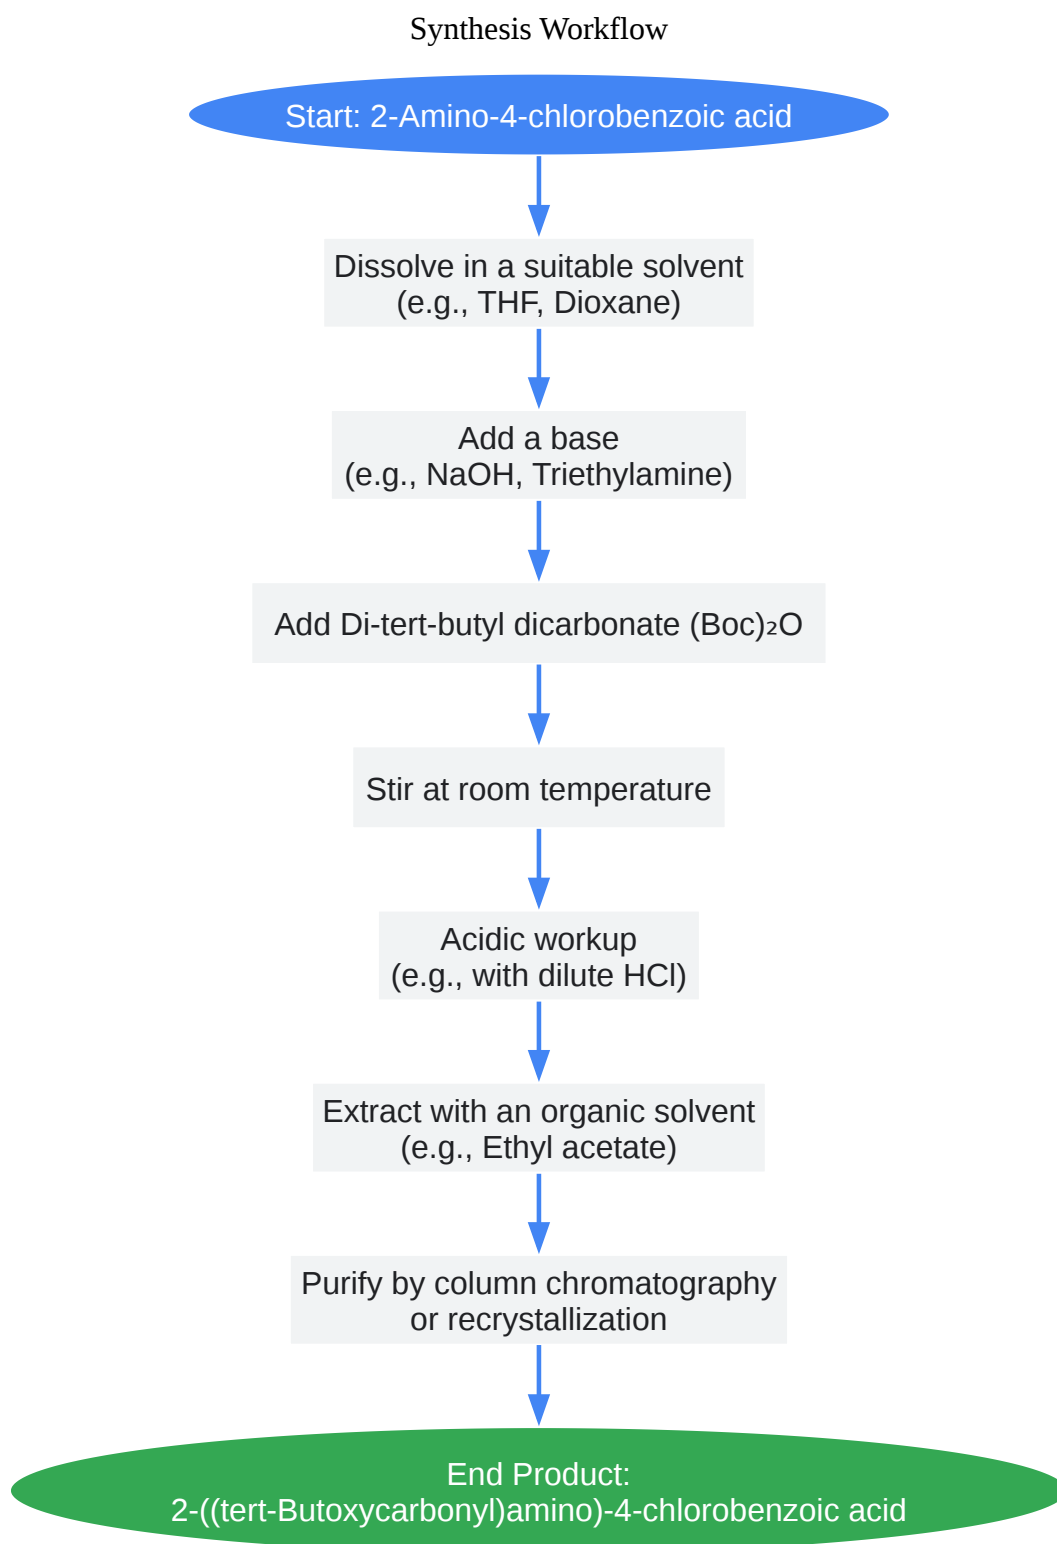 Synthesis Workflow
Start: 2-Amino-4-chlorobenzoic acid
Dissolve in a suitable solvent
(e.g., THF, Dioxane)
Add a base
(e.g., NaOH, Triethylamine)
Add Di-tert-butyl dicarbonate (Boc)₂O
Stir at room temperature
Acidic workup
(e.g., with dilute HCl)
Extract with an organic solvent
(e.g., Ethyl acetate)
Purify by column chromatography
or recrystallization
End Product:
2-((tert-Butoxycarbonyl)amino)-4-chlorobenzoic acid